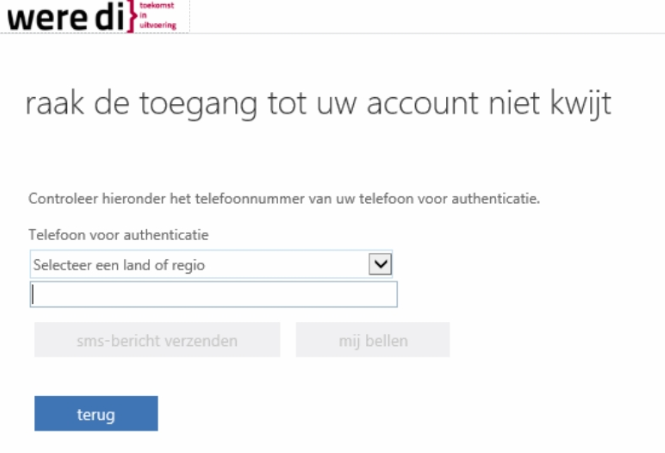 were di} toekomst
in
uitvoering
raak de toegang tot uw account niet kwijt
Controleer hieronder het telefoonnummer van uw telefoon voor authenticatie.
Telefoon voor authenticatie
Selecteer een land of regio
sms-bericht verzenden
mij bellen
terug